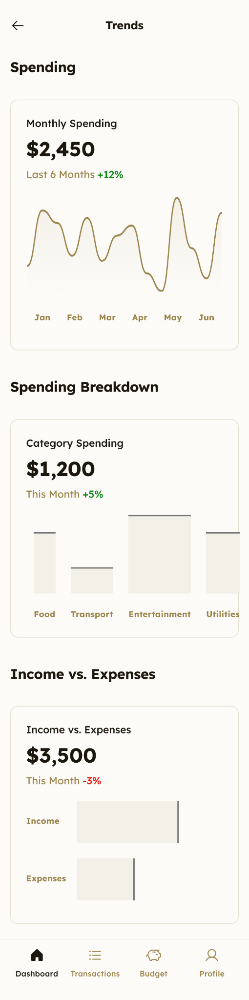 Trends
Spending
Monthly Spending
$2,450
Last 6 Months +12%
Jan Feb Mar Apr May Jun
Spending Breakdown
Category Spending
$1,200
This Month +5%
Food Transport Entertainment Utilities
Income vs. Expenses
Income vs. Expenses
$3,500
This Month -3%
Income
Expenses
Dashboard Transactions Budget Profile